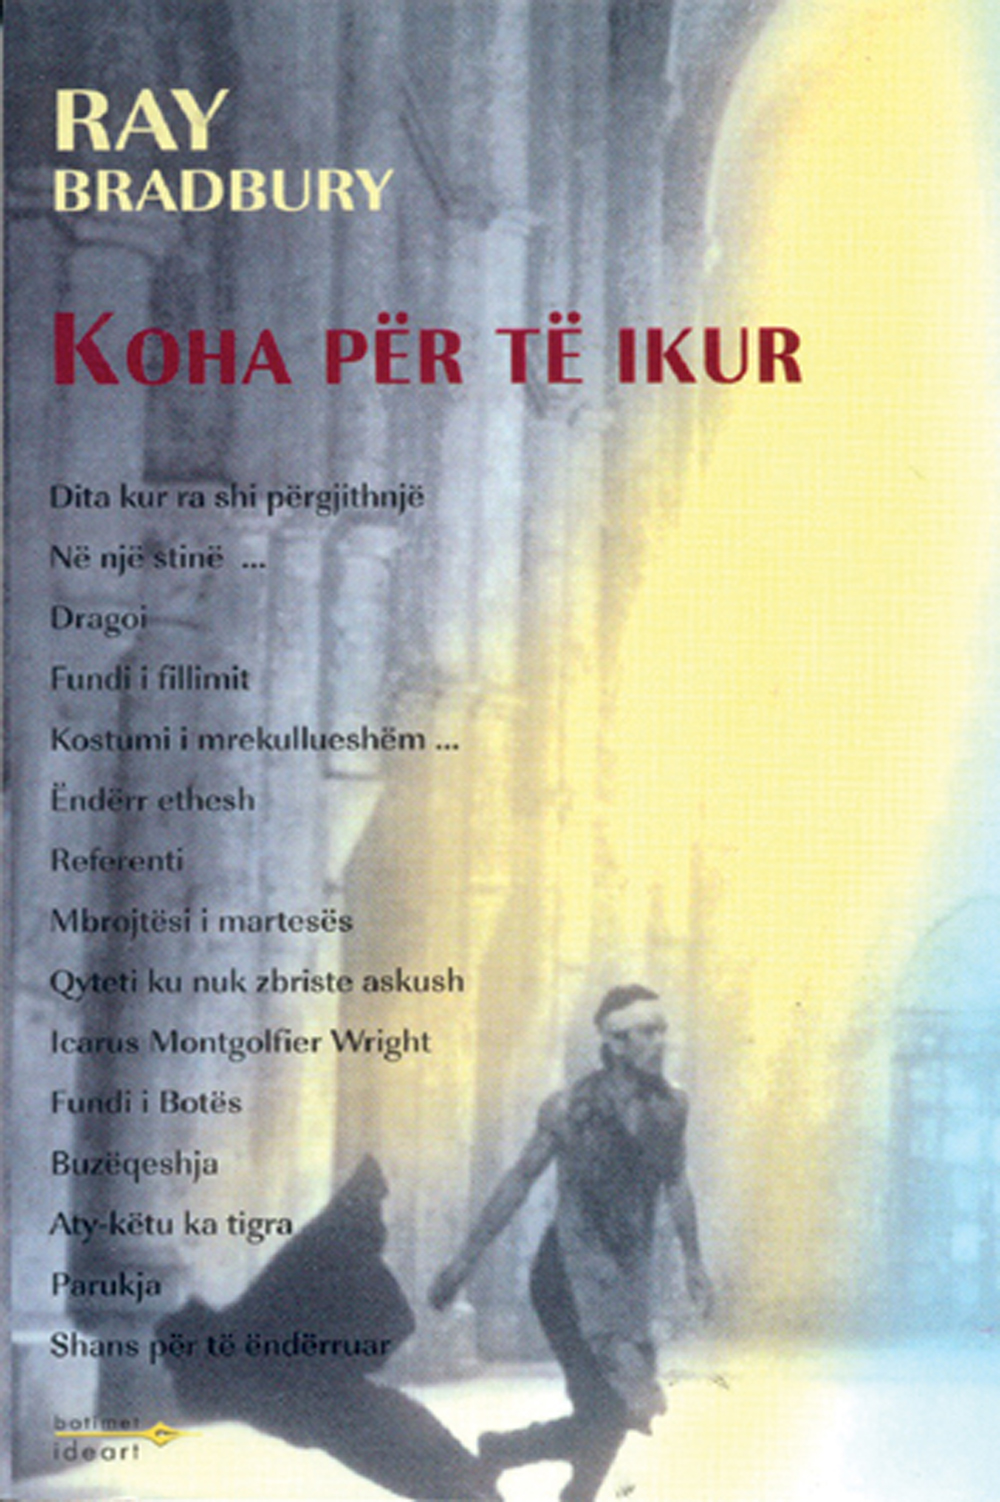 RAY
BRADBURY
KOHA PËR TË IKUR
Dita kur ra shi përgjithnjë
Në një stinë ...
Dragoi
Fundi i fillimit
Kostumi i mrekullueshëm ...
Ëndërr ethesh
Referenti
Mbrojtësi i martesës
Qyteti ku nuk zbriste askush
Icarus Montgolfier Wright
Fundi i Botës
Buzëqeshja
Aty-këtu ka tigra
Parukja
Shans për të ëndërruar
botimet
ideart